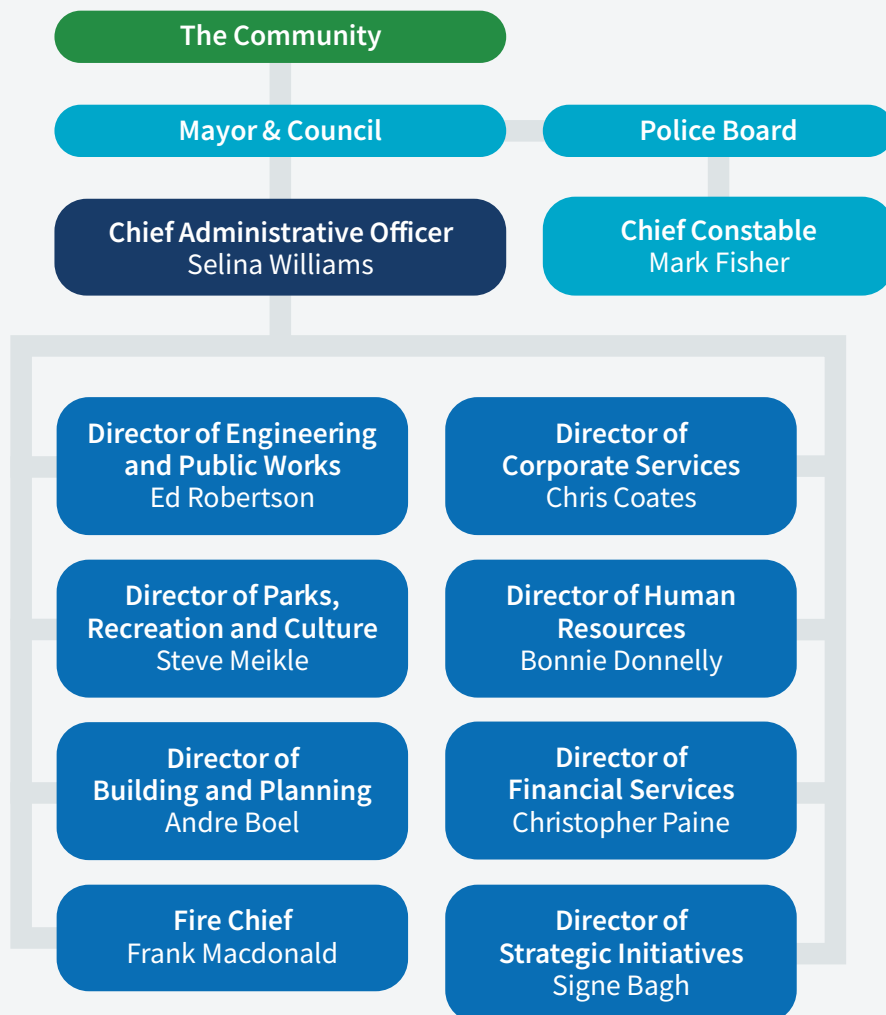 The Community
Mayor & Council
Police Board
Chief Administrative Officer
Selina Williams
Chief Constable
Mark Fisher
Director of Engineering
and Public Works
Ed Robertson
Director of
Corporate Services
Chris Coates
Director of Parks,
Recreation and Culture
Steve Meikle
Director of Human
Resources
Bonnie Donnelly
Director of
Building and Planning
Andre Boel
Director of
Financial Services
Christopher Paine
Fire Chief
Frank Macdonald
Director of
Strategic Initiatives
Signe Bagh